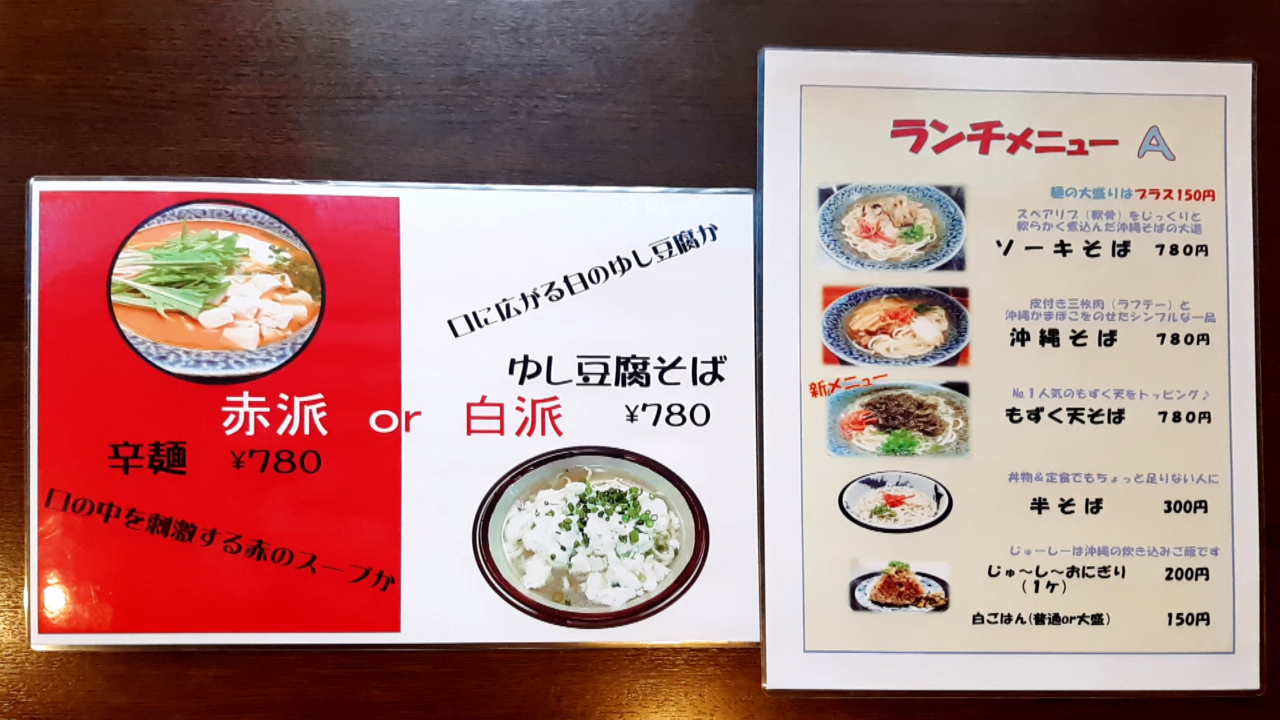 口に広がる白のゆし豆腐か
ゆし豆腐そば
¥780
赤派 or 白派
辛麺 ¥780
口の中を刺激する赤のスープか
ランチメニュー A
麺の大盛りはプラス150円
スペアリブ（軟骨）をじっくりと
軟らかく煮込んだ沖縄そばの大道
ソーキそば 780円
皮付き三枚肉（ラフテー）と
沖縄かまぼこをのせたシンプルな一品
沖縄そば 780円
新メニュー
No.1人気のもずく天をトッピング♪
もずく天そば 780円
丼物＆定食でもちょっと足りない人に
半そば 300円
じゅーしーは沖縄の炊き込みご飯です
じゅ～し～おにぎり 200円
(1ケ)
白ごはん(普通or大盛) 150円